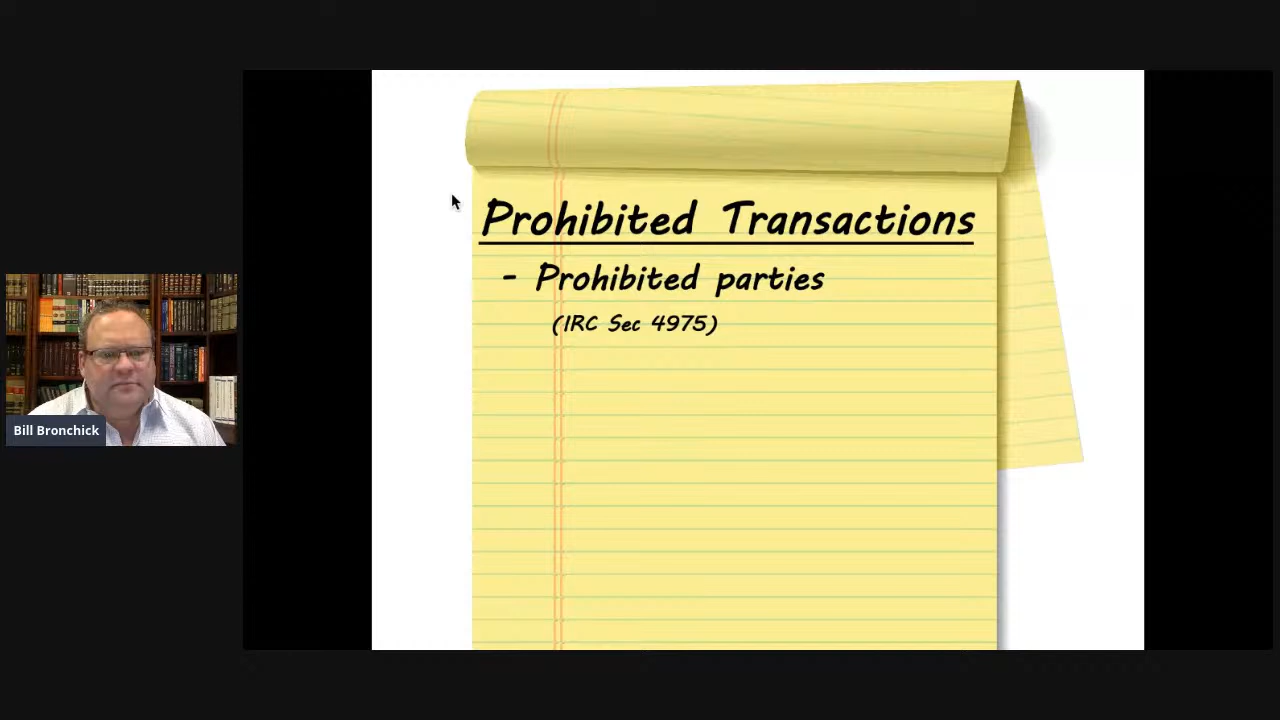 Prohibited Transactions
- Prohibited parties
(IRC Sec 4975)
Bill Bronchick